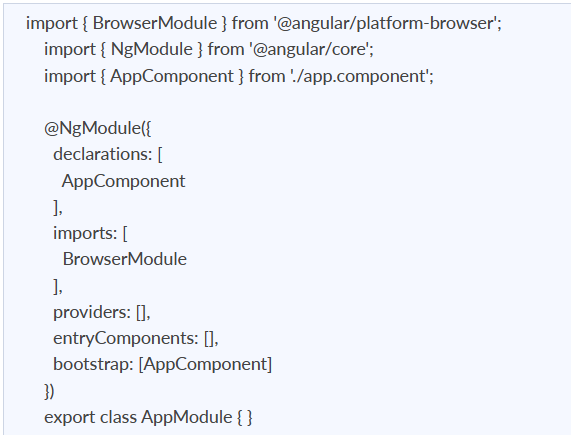 import { BrowserModule } from '@angular/platform-browser';
import { NgModule } from '@angular/core';
import { AppComponent } from './app.component';
@NgModule({
declarations: [
AppComponent
],
imports: [
BrowserModule
],
providers: [],
entryComponents: [],
bootstrap: [AppComponent]
})
export class AppModule { }